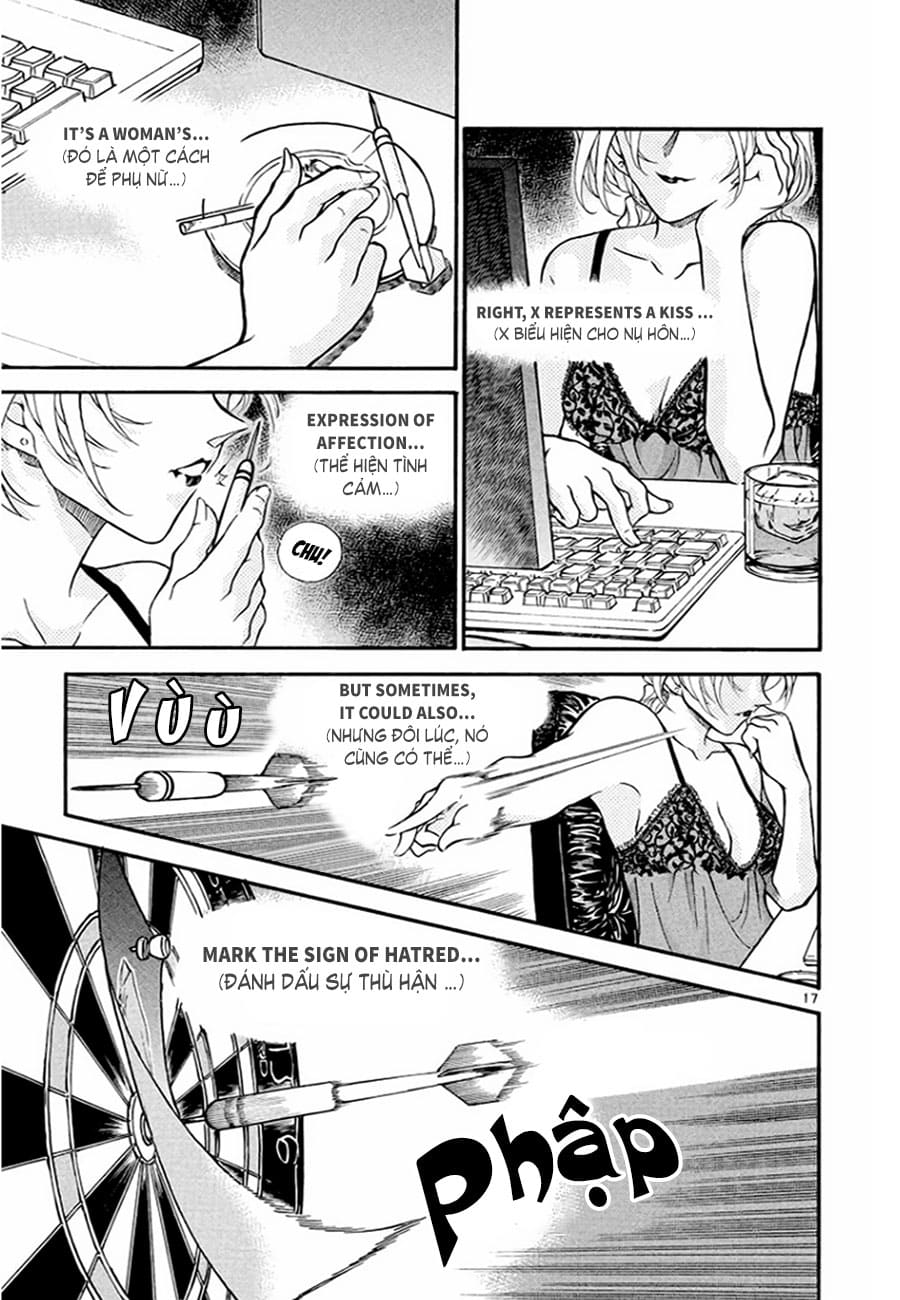 RIGHT, X REPRESENTS A KISS ...
(X BIỂU HIỆN CHO NỤ HÔN...)
IT'S A WOMAN'S...
(ĐÓ LÀ MỘT CÁCH
ĐỂ PHỤ NỮ...)
EXPRESSION OF
AFFECTION...
(THỂ HIỆN TÌNH
CẢM...)
CHU!
BUT SOMETIMES,
IT COULD ALSO...
(NHƯNG ĐÔI LÚC, NÓ
CŨNG CÓ THỂ...)
VÙ Ù
MARK THE SIGN OF HATRED...
(ĐÁNH DẤU SỰ THÙ HẬN ...)
17
PHẬP